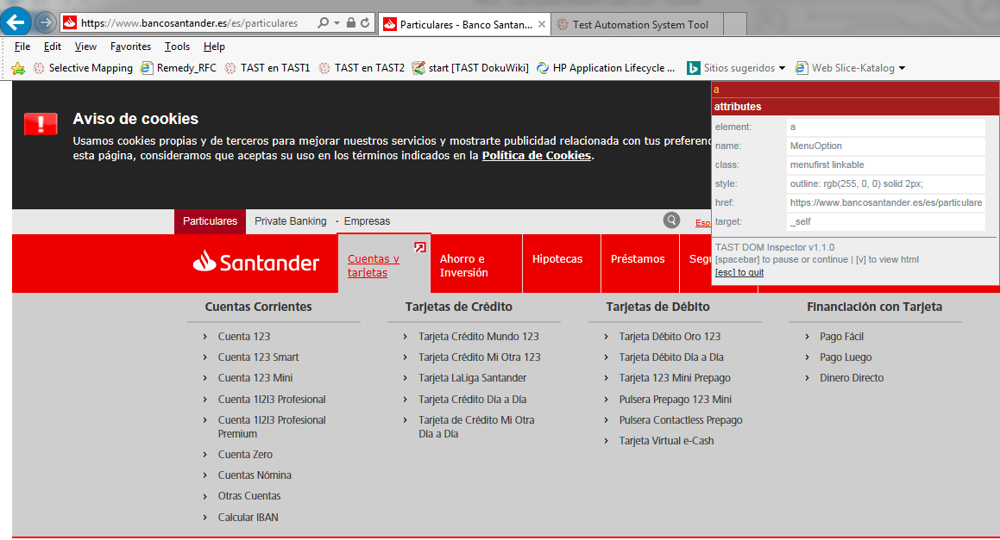 https://www.bancosantander.es/es/particulares
Particulares - Banco Santan...
Test Automation System Tool
File Edit View Favorites Tools Help
Selective Mapping Remedy_RFC TAST en TAST1 TAST en TAST2 start [TAST DokuWiki] HP Application Lifecycle ... Sitios sugeridos Web Slice-Katalog
Aviso de cookies
Usamos cookies propias y de terceros para mejorar nuestros servicios y mostrarte publicidad relacionada con tus preferenc
esta página, consideramos que aceptas su uso en los términos indicados en la Política de Cookies.
a
attributes
element: a
name: MenuOption
class: menufirst linkable
style: outline: rgb(255, 0, 0) solid 2px;
href: https://www.bancosantander.es/es/particulare
target: _self
TAST DOM Inspector v1.1.0
[spacebar] to pause or continue | [v] to view html
[esc] to quit
Particulares Private Banking · Empresas Espa
Santander
Cuentas y
tarjetas
Ahorro e
Inversión
Hipotecas
Préstamos
Segu
Cuentas Corrientes
Cuenta 123
Cuenta 123 Smart
Cuenta 123 Mini
Cuenta 1I2I3 Profesional
Cuenta 1I2I3 Profesional
Premium
Cuenta Zero
Cuentas Nómina
Otras Cuentas
Calcular IBAN
Tarjetas de Crédito
Tarjeta Crédito Mundo 123
Tarjeta Crédito Mi Otra 123
Tarjeta LaLiga Santander
Tarjeta Crédito Día a Día
Tarjeta de Crédito Mi Otra
Día a Día
Tarjetas de Débito
Tarjeta Débito Oro 123
Tarjeta Débito Día a Día
Tarjeta 123 Mini Prepago
Pulsera Prepago 123 Mini
Pulsera Contactless Prepago
Tarjeta Virtual e-Cash
Financiación con Tarjeta
Pago Fácil
Pago Luego
Dinero Directo